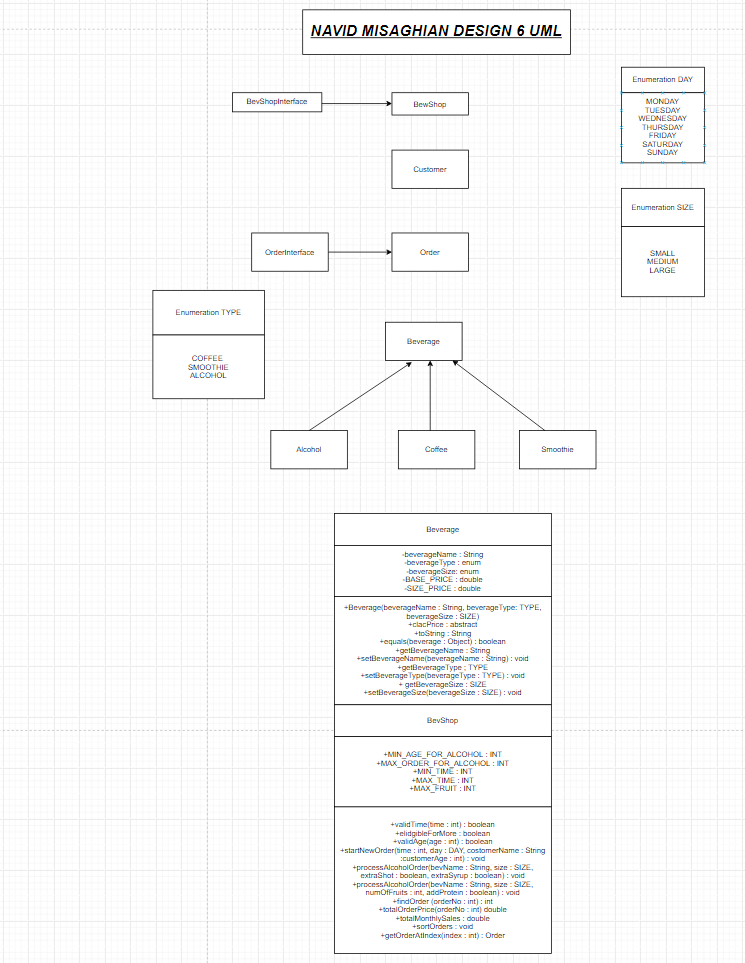 NAVID MISAGHIAN DESIGN 6 UML
BevShopInterface
BewShop
Enumeration DAY
MONDAY
TUESDAY
WEDNESDAY
THURSDAY
FRIDAY
SATURDAY
SUNDAY
Customer
Enumeration SIZE
SMALL
MEDIUM
LARGE
OrderInterface
Order
Enumeration TYPE
COFFEE
SMOOTHIE
ALCOHOL
Beverage
Alcohol
Coffee
Smoothie
Beverage
-beverageName : String
-beverageType : enum
-beverageSize: enum
-BASE_PRICE : double
-SIZE_PRICE : double
+Beverage(beverageName : String, beverageType: TYPE,
beverageSize : SIZE)
+clacPrice : abstract
+toString : String
+equals(beverage : Object) : boolean
+getBeverageName : String
+setBeverageName(beverageName : String) : void
+getBeverageType ; TYPE
+setBeverageType(beverageType : TYPE) : void
+ getBeverageSize : SIZE
+setBeverageSize(beverageSize : SIZE) : void
BevShop
+MIN_AGE_FOR_ALCOHOL : INT
+MAX_ORDER_FOR_ALCOHOL : INT
+MIN_TIME : INT
+MAX_TIME : INT
+MAX_FRUIT : INT
+validTime(time : int) : boolean
+elidgibleForMore : boolean
+validAge(age : int) : boolean
+startNewOrder(time : int, day : DAY, costomerName : String
:customerAge : int) : void
+processAlcoholOrder(bevName : String, size : SIZE,
extraShot : boolean, extraSyrup : boolean) : void
+processAlcoholOrder(bevName : String, size : SIZE,
numOfFruits : int, addProtein : boolean) : void
+findOrder (orderNo : int) : int
+totalOrderPrice(orderNo : int) double
+totalMonthlySales : double
+sortOrders : void
+getOrderAtIndex(index : int) : Order